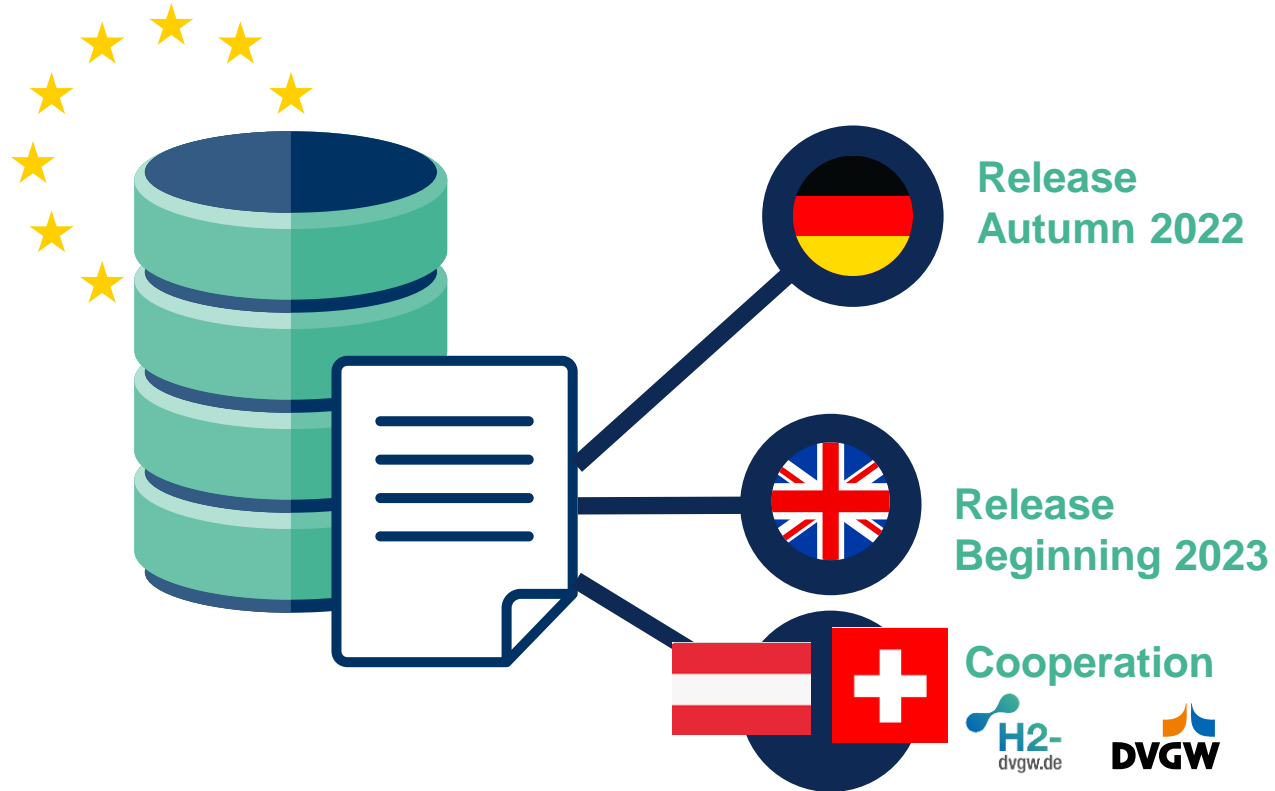 Release
Autumn 2022
Release
Beginning 2023
Cooperation
H2-
dvgw.de
DVGW